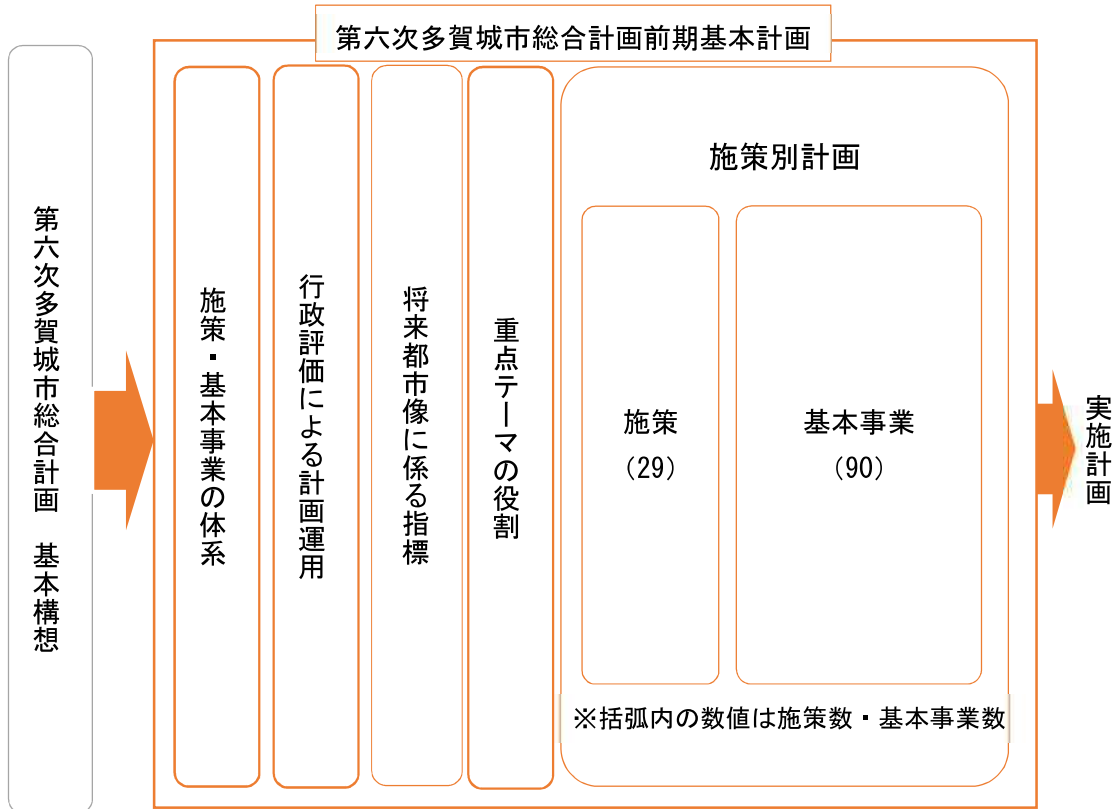 第六次多賀城市総合計画前期基本計画
第六次多賀城市総合計画　基本構想
施策・基本事業の体系
行政評価による計画運用
将来都市像に係る指標
重点テーマの役割
施策別計画
施策
（29）
基本事業
（90）
※括弧内の数値は施策数・基本事業数
実施計画